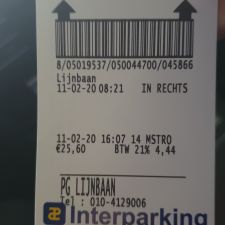 8/05019537/050044700/045866
Lijnbaan
11-02-20 08:21 IN RECHTS
11-02-20 16:07 14 MSTRO
€25,60 BTW 21% 4,44
PG LIJNBAAN
Tel : 010-4129006
Interparking